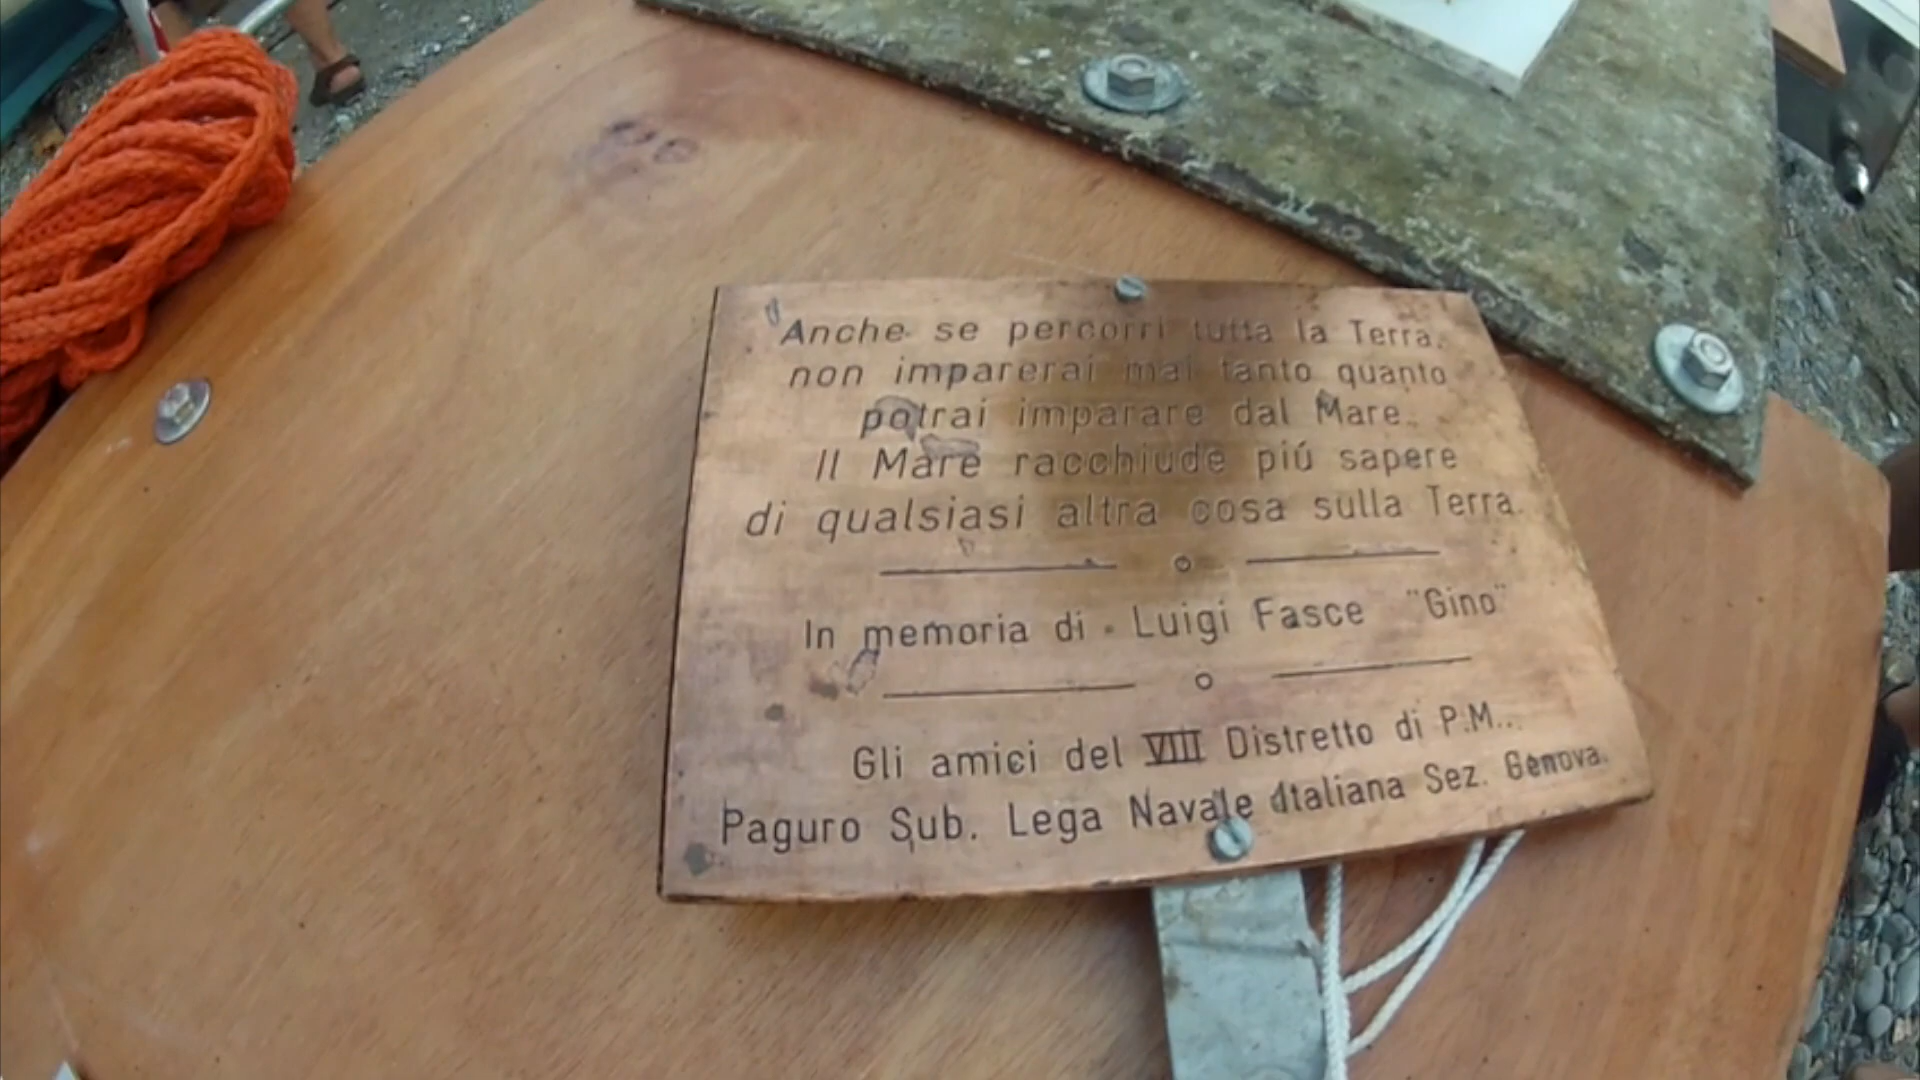 Anche se percorri tutta la Terra.
non imparerai mai tanto quanto
potrai imparare dal Mare.
Il Mare racchiude piú sapere
di qualsiasi altra cosa sulla Terra.
In memoria di Luigi Fasce "Gino"
Gli amici del VIII Distretto di P.M..
Paguro Sub. Lega Navale Italiana Sez. Genova.